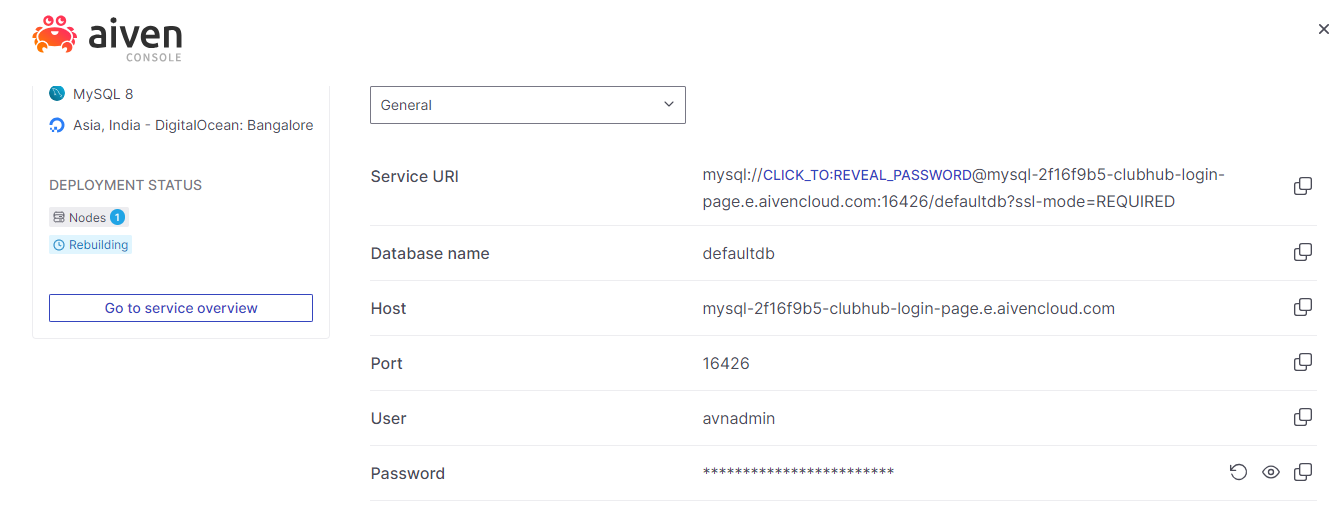 aiven
CONSOLE
MySQL 8
Asia, India - DigitalOcean: Bangalore
DEPLOYMENT STATUS
Nodes 1
Rebuilding
Go to service overview
General
Service URI
mysql://CLICK_TO:REVEAL_PASSWORD@mysql-2f16f9b5-clubhub-login-
page.e.aivencloud.com:16426/defaultdb?ssl-mode=REQUIRED
Database name
defaultdb
Host
mysql-2f16f9b5-clubhub-login-page.e.aivencloud.com
Port
16426
User
avnadmin
Password
************************